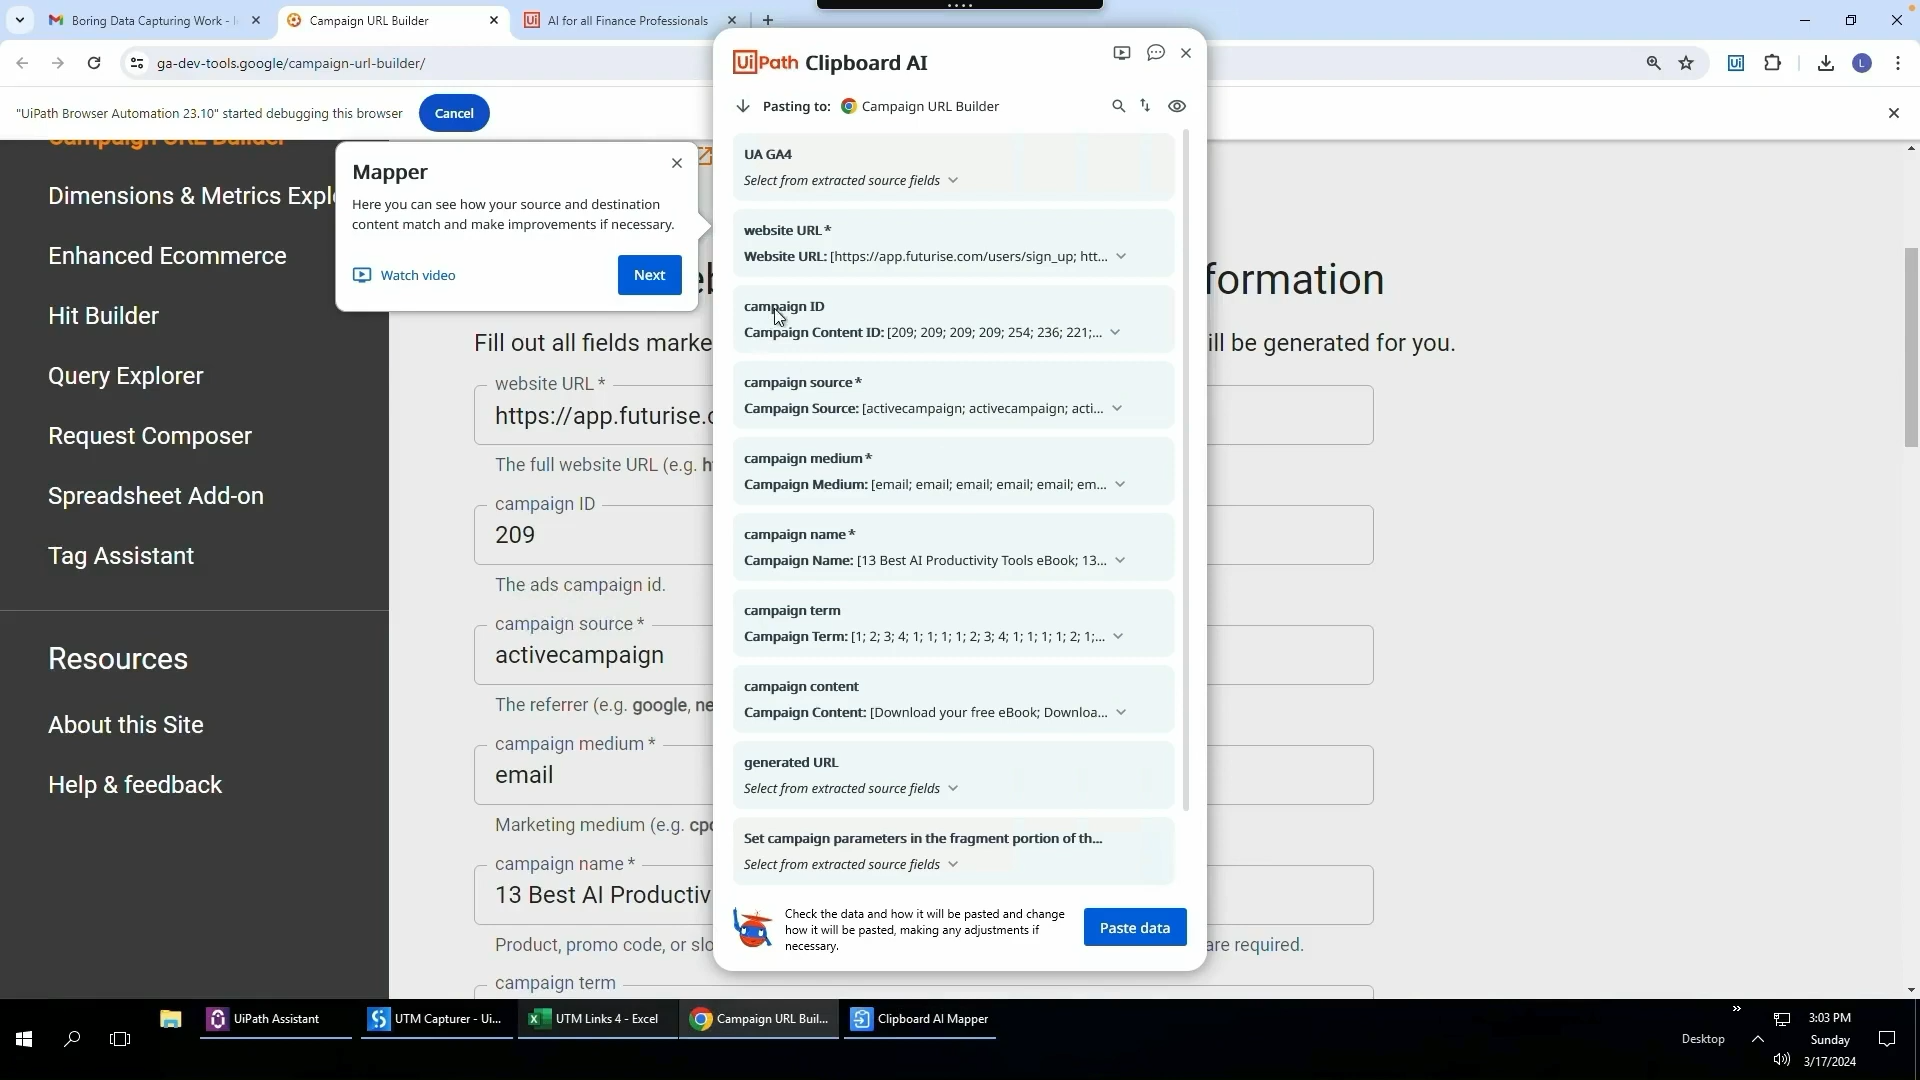 Boring Data Capturing Work -
Campaign URL Builder
AI for all Finance Professionals
ga-dev-tools.google/campaign-url-builder/
"UiPath Browser Automation 23.10" started debugging this browser
Cancel
Campaign URL Builder
Dimensions & Metrics Expl
Enhanced Ecommerce
Hit Builder
Query Explorer
Request Composer
Spreadsheet Add-on
Tag Assistant
Resources
About this Site
Help & feedback
Mapper
Here you can see how your source and destination
content match and make improvements if necessary.
Watch video
Next
formation
Fill out all fields marke
ill be generated for you.
website URL *
https://app.futurise.c
The full website URL (e.g. h
campaign ID
209
The ads campaign id.
campaign source *
activecampaign
The referrer (e.g. google, ne
campaign medium *
email
Marketing medium (e.g. cpc
campaign name *
13 Best AI Productiv
Product, promo code, or slo
are required.
campaign term
UiPath Clipboard AI
Pasting to: Campaign URL Builder
UA GA4
Select from extracted source fields
website URL*
Website URL: [https://app.futurise.com/users/sign_up; htt...
campaign ID
Campaign Content ID: [209; 209; 209; 209; 254; 236; 221;...
campaign source*
Campaign Source: [activecampaign; activecampaign; acti...
campaign medium*
Campaign Medium: [email; email; email; email; email; em...
campaign name*
Campaign Name: [13 Best AI Productivity Tools eBook; 13...
campaign term
Campaign Term: [1; 2; 3; 4; 1; 1; 1; 1; 2; 3; 4; 1; 1; 1; 1; 2; 1;...
campaign content
Campaign Content: [Download your free eBook; Downloa...
generated URL
Select from extracted source fields
Set campaign parameters in the fragment portion of th...
Select from extracted source fields
Check the data and how it will be pasted and change
how it will be pasted, making any adjustments if
necessary.
Paste data
UiPath Assistant
UTM Capturer - Ui...
UTM Links 4 - Excel
Campaign URL Buil...
Clipboard AI Mapper
Desktop
3:03 PM
Sunday
3/17/2024